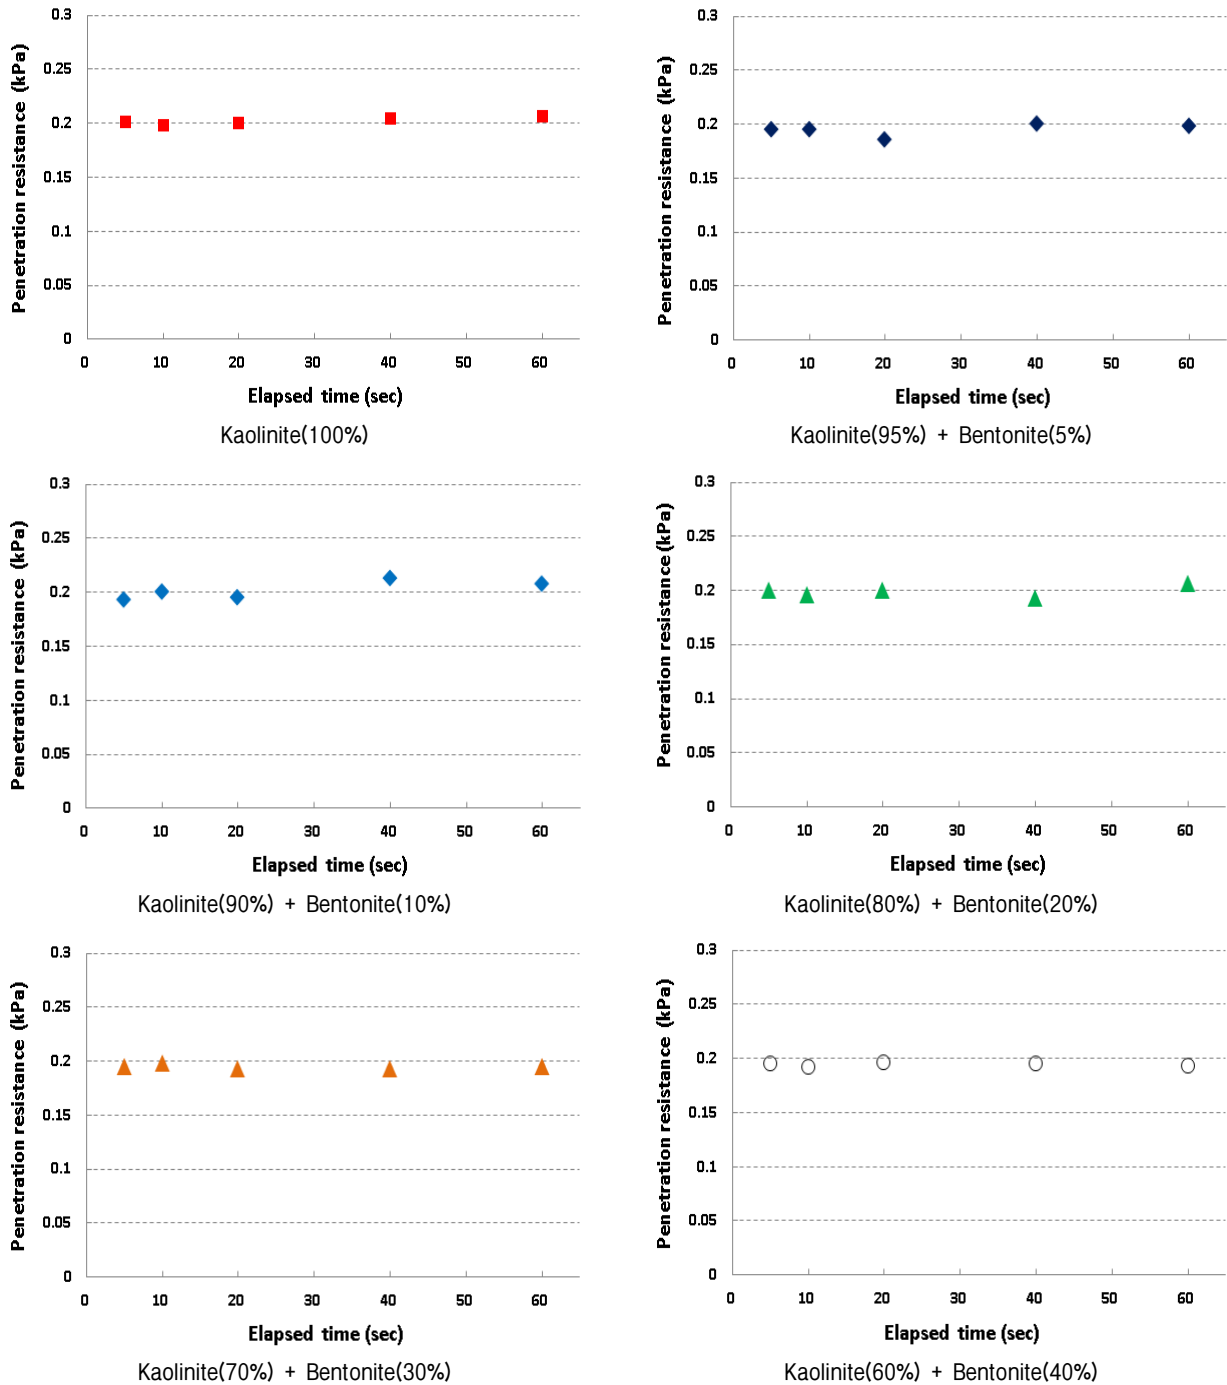 Penetration resistance (kPa)
0.3
0.25
0.2
0.15
0.1
0.05
0
0 10 20 30 40 50 60
Elapsed time (sec)
Kaolinite(100%)
Penetration resistance (kPa)
0.3
0.25
0.2
0.15
0.1
0.05
0
0 10 20 30 40 50 60
Elapsed time (sec)
Kaolinite(95%) + Bentonite(5%)
Penetration resistance (kPa)
0.3
0.25
0.2
0.15
0.1
0.05
0
0 10 20 30 40 50 60
Elapsed time (sec)
Kaolinite(90%) + Bentonite(10%)
Penetration resistance (kPa)
0.3
0.25
0.2
0.15
0.1
0.05
0
0 10 20 30 40 50 60
Elapsed time (sec)
Kaolinite(80%) + Bentonite(20%)
Penetration resistance (kPa)
0.3
0.25
0.2
0.15
0.1
0.05
0
0 10 20 30 40 50 60
Elapsed time (sec)
Kaolinite(70%) + Bentonite(30%)
Penetration resistance (kPa)
0.3
0.25
0.2
0.15
0.1
0.05
0
0 10 20 30 40 50 60
Elapsed time (sec)
Kaolinite(60%) + Bentonite(40%)